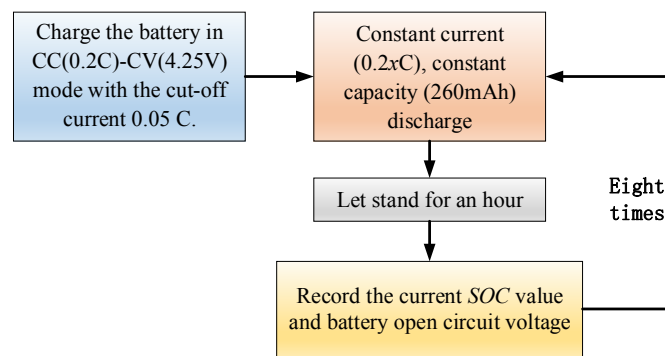 Charge the battery in
CC(0.2C)-CV(4.25V)
mode with the cut-off
current 0.05 C.
Constant current
(0.2xC), constant
capacity (260mAh)
discharge
Let stand for an hour
Eight
times
Record the current SOC value
and battery open circuit voltage